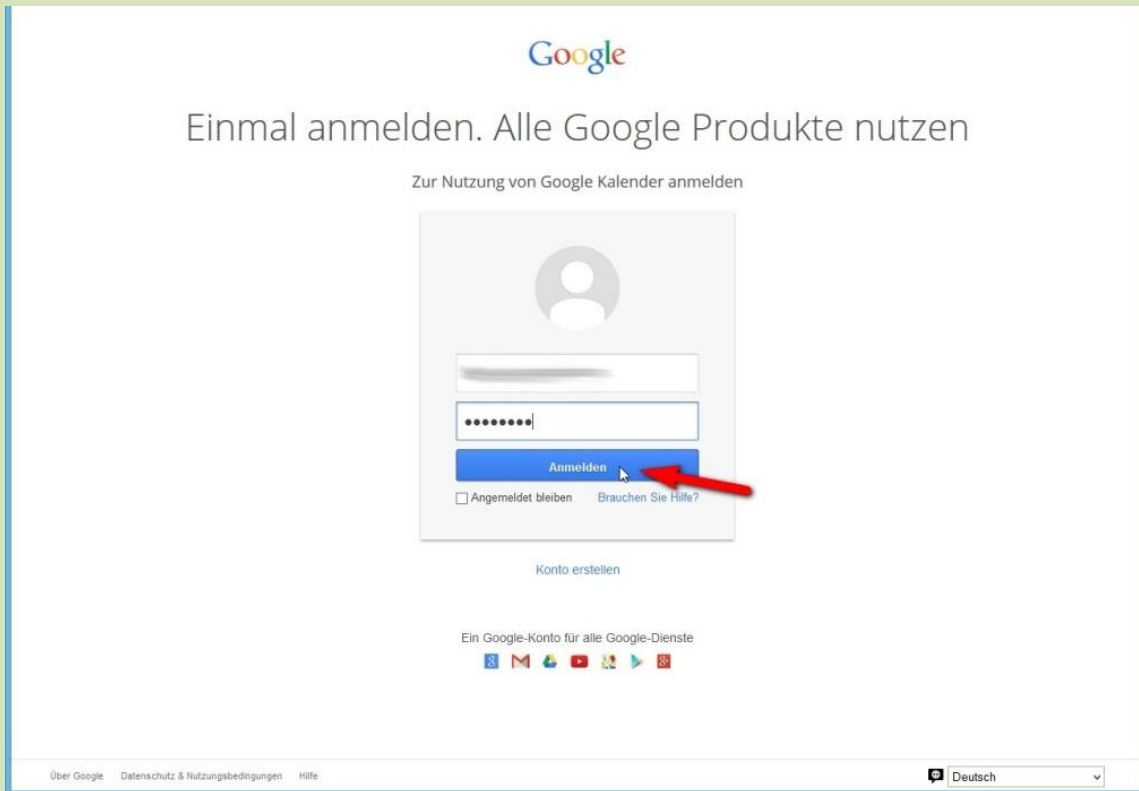 Google
Einmal anmelden. Alle Google Produkte nutzen
Zur Nutzung von Google Kalender anmelden
Anmelden
Angemeldet bleiben Brauchen Sie Hilfe?
Konto erstellen
Ein Google-Konto für alle Google-Dienste
Über Google Datenschutz & Nutzungsbedingungen Hilfe Deutsch